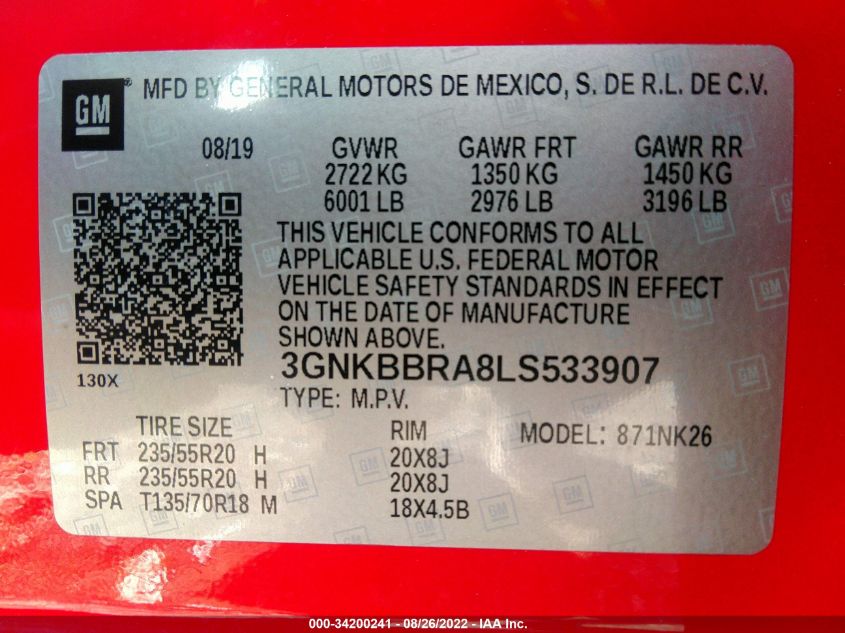 GM ® MFD BY GENERAL MOTORS DE MEXICO, S. DE R.L. DE C.V.
08/19 GVWR GAWR FRT GAWR RR
2722 KG 1350 KG 1450 KG
6001 LB 2976 LB 3196 LB
THIS VEHICLE CONFORMS TO ALL
APPLICABLE U.S. FEDERAL MOTOR
VEHICLE SAFETY STANDARDS IN EFFECT
ON THE DATE OF MANUFACTURE
SHOWN ABOVE.
3GNKBBRA8LS533907
130X
TYPE: M.P.V.
TIRE SIZE RIM MODEL: 871NK26
FRT 235/55R20 H 20X8J
RR 235/55R20 H 20X8J
SPA T135/70R18 M 18X4.5B
000-34200241 - 08/26/2022 - IAA Inc.